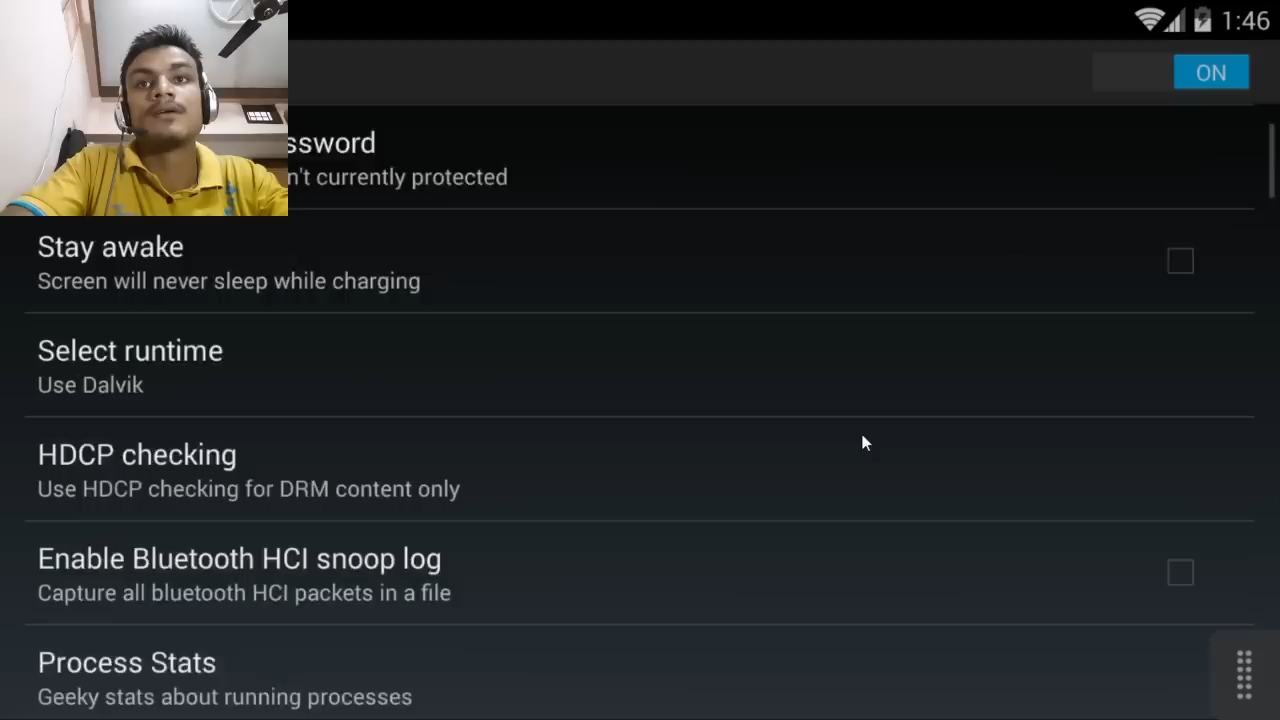 1:46
ON
ssword
n't currently protected
Stay awake
Screen will never sleep while charging
Select runtime
Use Dalvik
HDCP checking
Use HDCP checking for DRM content only
Enable Bluetooth HCI snoop log
Capture all bluetooth HCI packets in a file
Process Stats
Geeky stats about running processes